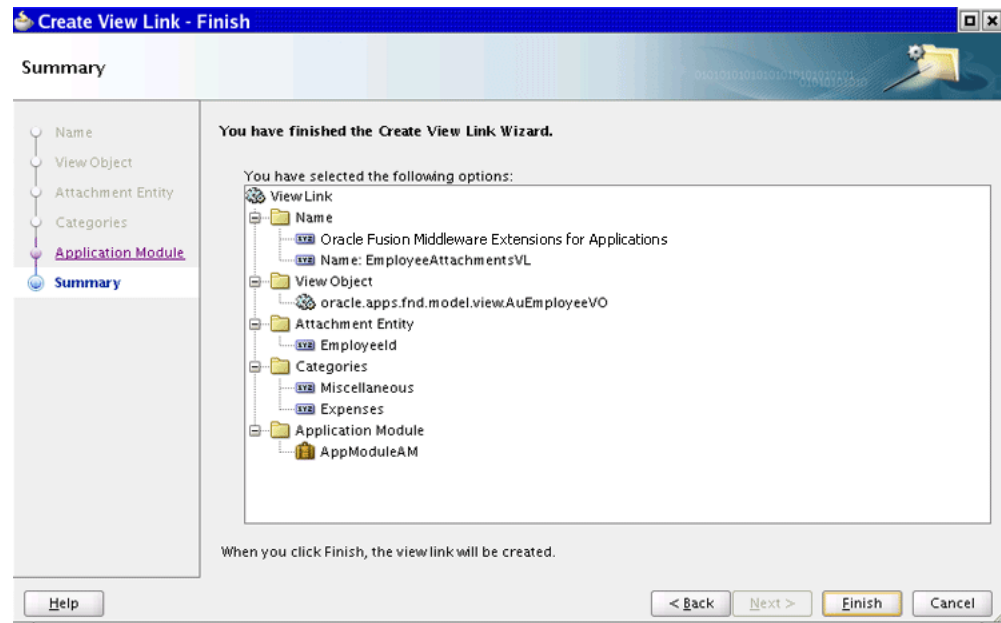 Create View Link - Finish
Summary
Name
View Object
Attachment Entity
Categories
Application Module
Summary
You have finished the Create View Link Wizard.
You have selected the following options:
View Link
Name
Oracle Fusion Middleware Extensions for Applications
Name: EmployeeAttachmentsVL
View Object
oracle.apps.fnd.model.view.AuEmployeeVO
Attachment Entity
EmployeeId
Categories
Miscellaneous
Expenses
Application Module
AppModuleAM
When you click Finish, the view link will be created.
Help
< Back
Next >
Finish
Cancel